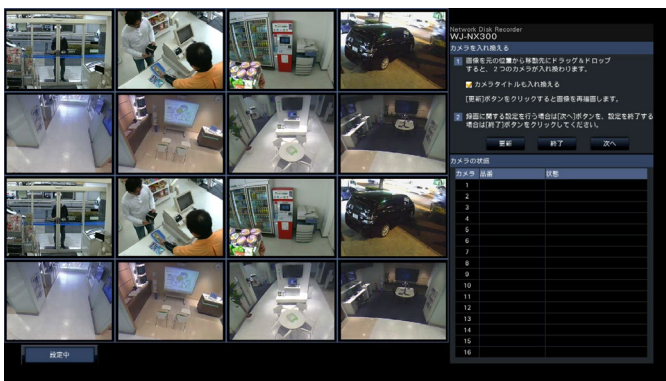 Network Disk Recorder
WJ-NX300
カメラを入れ換える
1 画像を元の位置から移動先にドラッグ&ドロップ
すると、2つのカメラが入れ換わります。
カメラタイトルも入れ換える
[更新]ボタンをクリックすると画像を再描画します。
2 録画に関する設定を行う場合は[次へ]ボタンを、設定を終了する
場合は[終了]ボタンをクリックしてください。
更新 終了 次へ
カメラの状態
カメラ 品番 状態
1
2
3
4
5
6
7
8
9
10
11
12
13
14
15
16
設定中